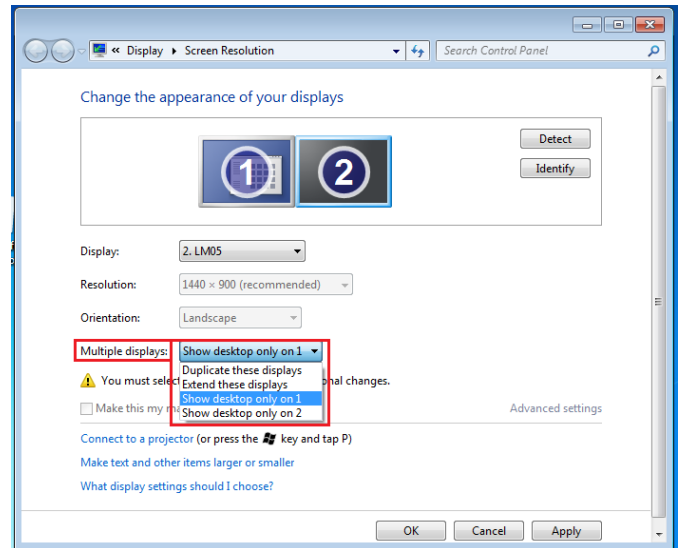 « Display ▸ Screen Resolution Search Control Panel
Change the appearance of your displays
1 2
Detect
Identify
Display: 2. LM05
Resolution: 1440 × 900 (recommended)
Orientation: Landscape
Multiple displays: Show desktop only on 1
Duplicate these displays
You must select onal changes.
Extend these displays
Show desktop only on 1
Make this my m Advanced settings
Show desktop only on 2
Connect to a projector (or press the key and tap P)
Make text and other items larger or smaller
What display settings should I choose?
OK Cancel Apply